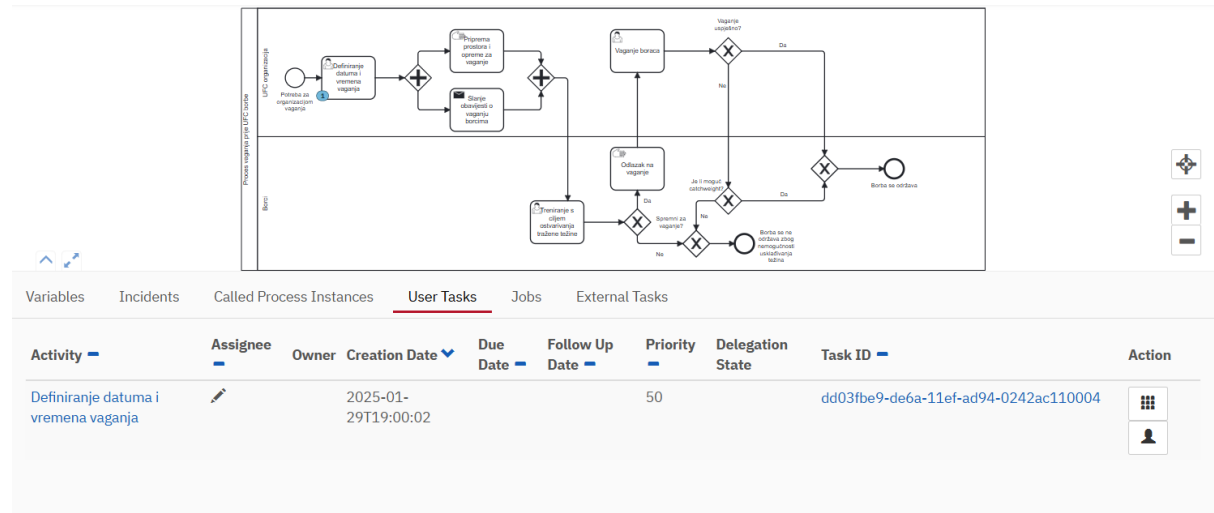 Proces vaganja prije UFC borbe
UFC organizacija
Borci
Potreba za
organizacijom
vaganja
Definiranje
datuma i
vremena
vaganja
1
Priprema
prostora i
opreme za
vaganje
Slanje
obavijesti o
vaganju
borcima
Vaganje boraca
Vaganje
uspješno?
Da
Ne
Odlazak na
vaganje
Treniranje s
ciljem
ostvarivanja
tražene težine
Da
Spremni za
vaganje?
Ne
Je li moguć
catchweight?
Da
Ne
Borba se održava
Borba se ne
održava zbog
nemogućnosti
usklađivanja
težina
Variables Incidents Called Process Instances User Tasks Jobs External Tasks
Activity Assignee Owner Creation Date Due Date Follow Up Date Priority Delegation State Task ID Action
Definiranje datuma i
vremena vaganja
2025-01-
29T19:00:02
50
dd03fbe9-de6a-11ef-ad94-0242ac110004